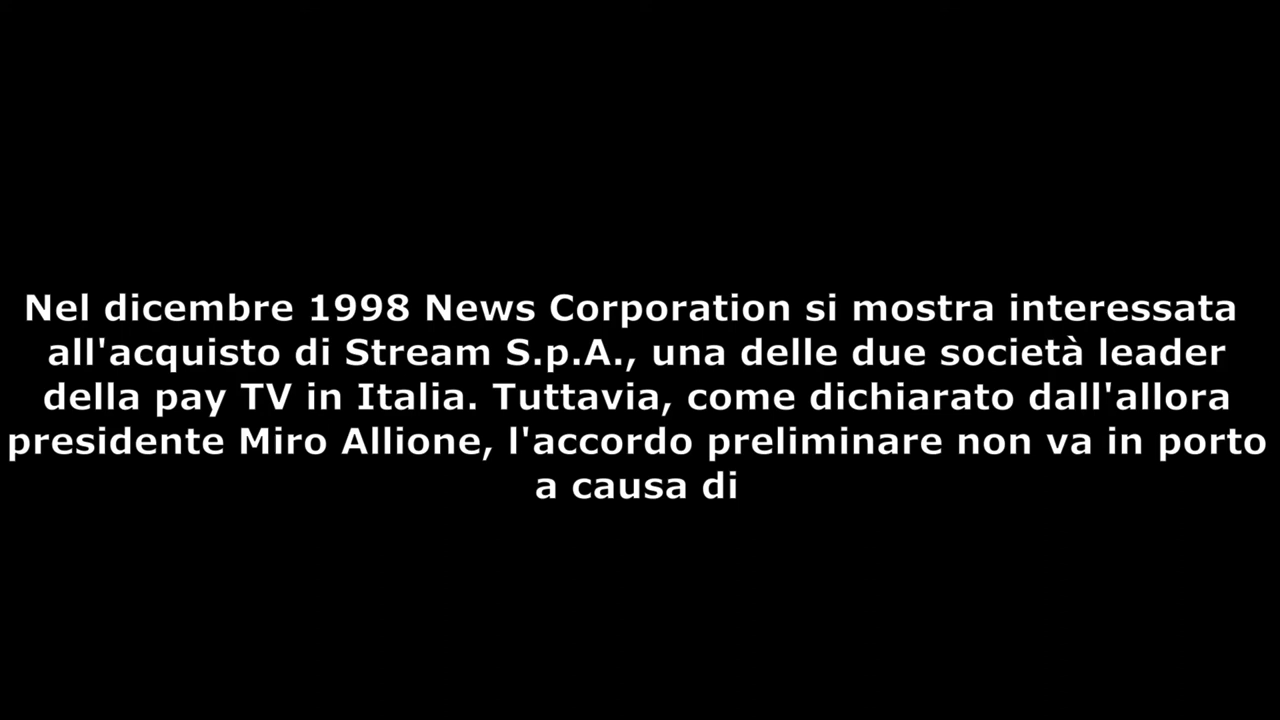 Nel dicembre 1998 News Corporation si mostra interessata
all'acquisto di Stream S.p.A., una delle due società leader
della pay TV in Italia. Tuttavia, come dichiarato dall'allora
presidente Miro Allione, l'accordo preliminare non va in porto
a causa di